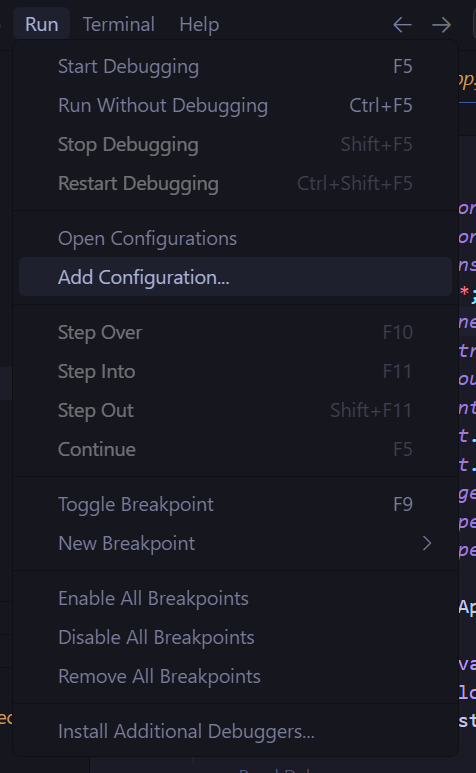 Run Terminal Help
Start Debugging F5
Run Without Debugging Ctrl+F5
Stop Debugging Shift+F5
Restart Debugging Ctrl+Shift+F5
Open Configurations
Add Configuration...
Step Over F10
Step Into F11
Step Out Shift+F11
Continue F5
Toggle Breakpoint F9
New Breakpoint
Enable All Breakpoints
Disable All Breakpoints
Remove All Breakpoints
Install Additional Debuggers...